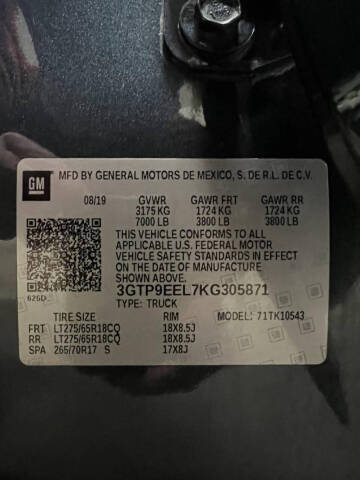 GM
MFD BY GENERAL MOTORS DE MEXICO, S. DE R.L. DE C.V.
08/19 GVWR GAWR FRT GAWR RR
3175 KG 1724 KG 1724 KG
7000 LB 3800 LB 3800 LB
THIS VEHICLE CONFORMS TO ALL
APPLICABLE U.S. FEDERAL MOTOR
VEHICLE SAFETY STANDARDS IN EFFECT
ON THE DATE OF MANUFACTURE
SHOWN ABOVE.
626D
3GTP9EEL7KG305871
TYPE: TRUCK
TIRE SIZE RIM MODEL: 71TK10543
FRT LT275/65R18CQ 18X8.5J
RR LT275/65R18CQ 18X8.5J
SPA 265/70R17 S 17X8J